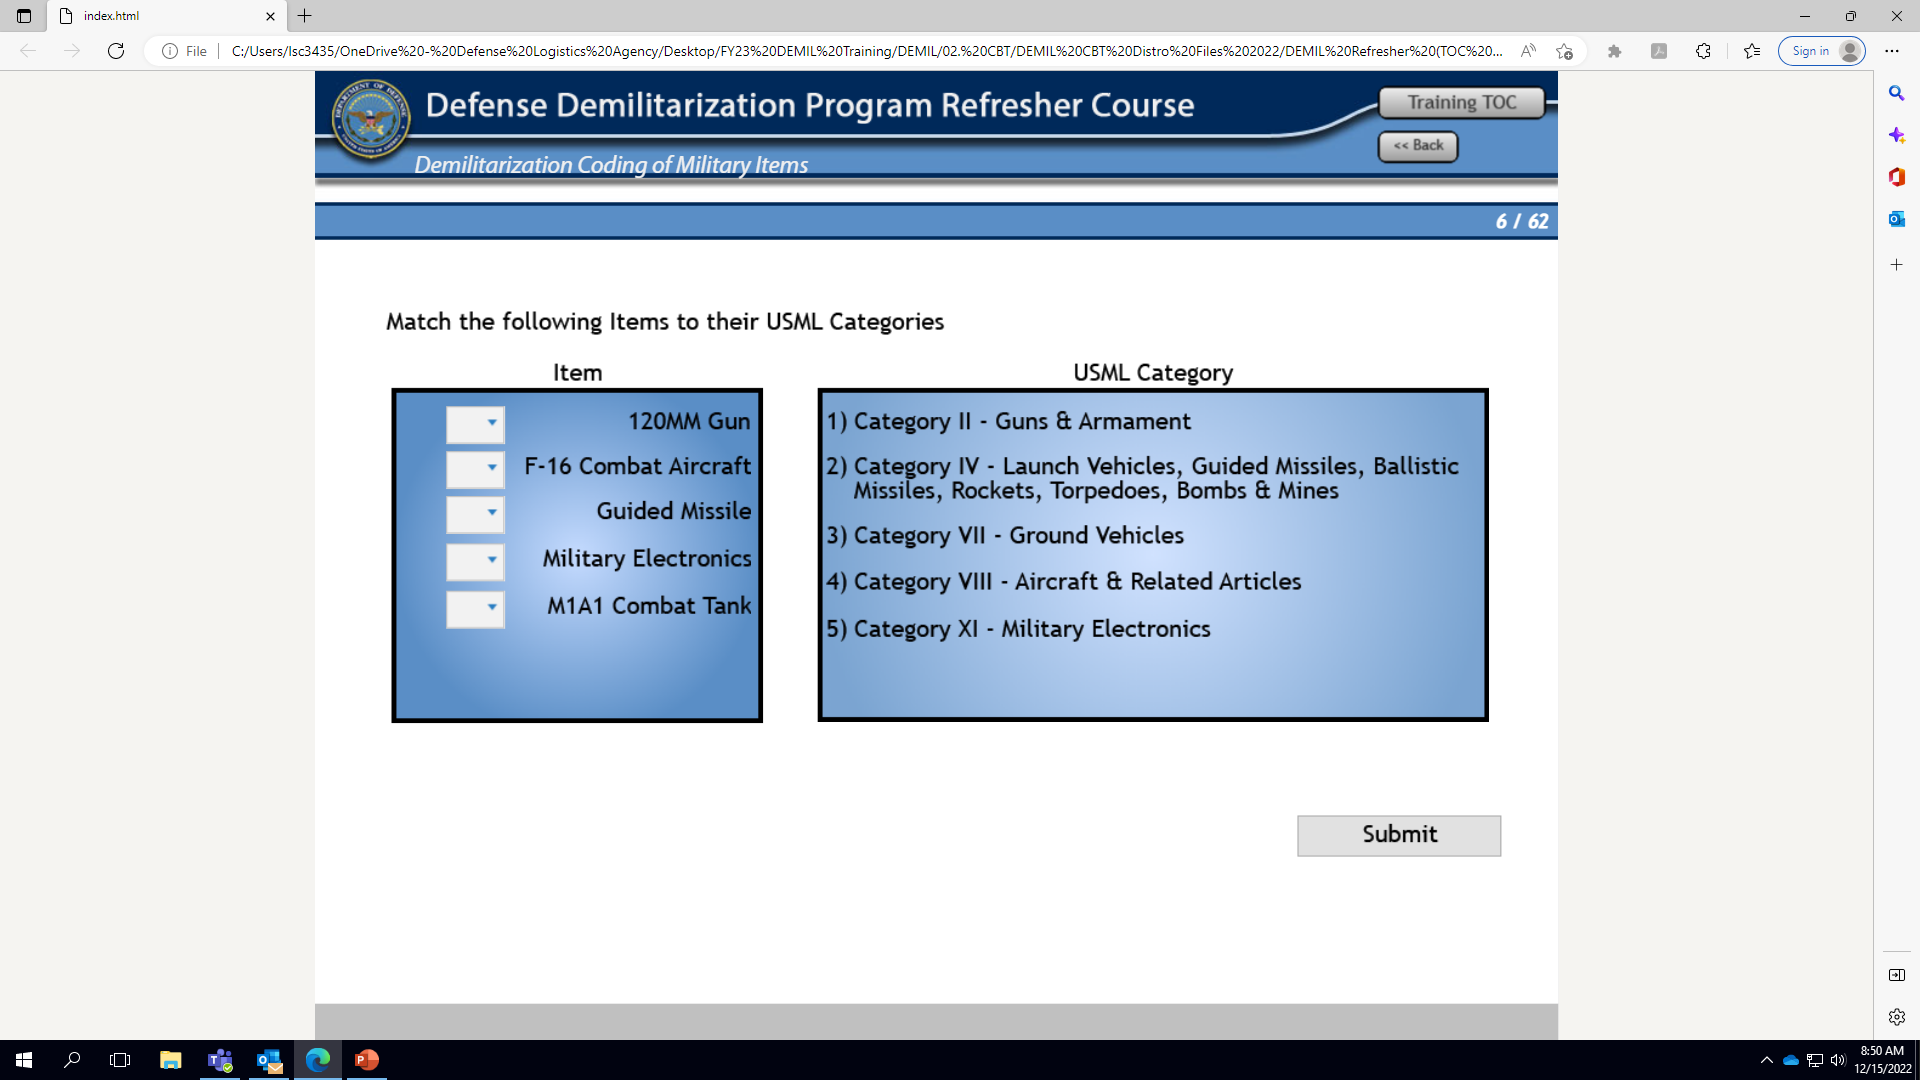 index.html
File
C:/Users/lsc3435/OneDrive%20-%20Defense%20Logistics%20Agency/Desktop/FY23%20DEMIL%20Training/DEMIL/02.%20CBT/DEMIL%20CBT%20Distro%20Files%202022/DEMIL%20Refresher%20(TOC%20...
Sign in
Defense Demilitarization Program Refresher Course
Training TOC
<< Back
Demilitarization Coding of Military Items
6 / 62
Match the following Items to their USML Categories
Item
120MM Gun
F-16 Combat Aircraft
Guided Missile
Military Electronics
M1A1 Combat Tank
USML Category
1) Category II - Guns & Armament
2) Category IV - Launch Vehicles, Guided Missiles, Ballistic
Missiles, Rockets, Torpedoes, Bombs & Mines
3) Category VII - Ground Vehicles
4) Category VIII - Aircraft & Related Articles
5) Category XI - Military Electronics
Submit
8:50 AM
12/15/2022